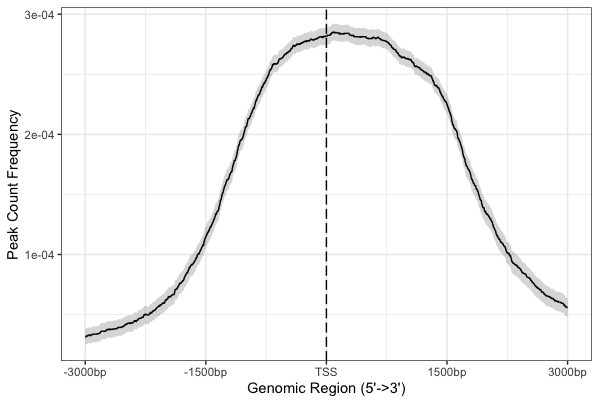 Peak Count Frequency
3e-04
2e-04
1e-04
-3000bp
-1500bp
TSS
1500bp
3000bp
Genomic Region (5'->3')